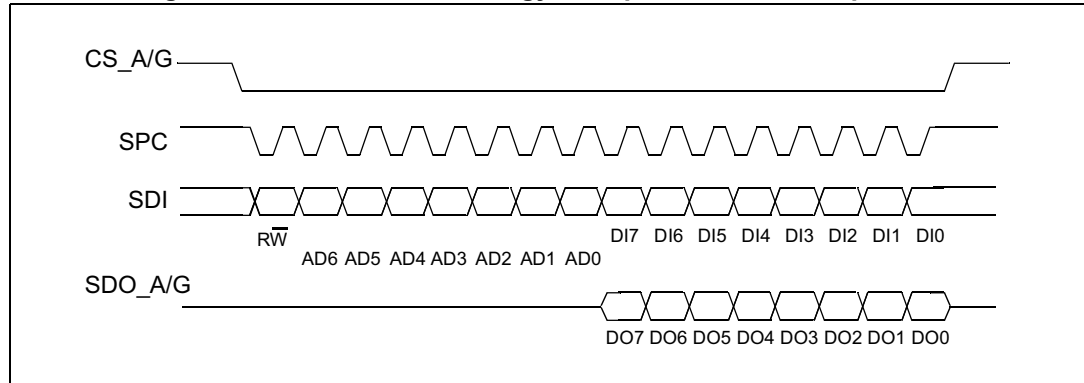 CS_A/G
SPC
SDI
RW̅
DI7 DI6 DI5 DI4 DI3 DI2 DI1 DI0
AD6 AD5 AD4 AD3 AD2 AD1 AD0
SDO_A/G
DO7 DO6 DO5 DO4 DO3 DO2 DO1 DO0